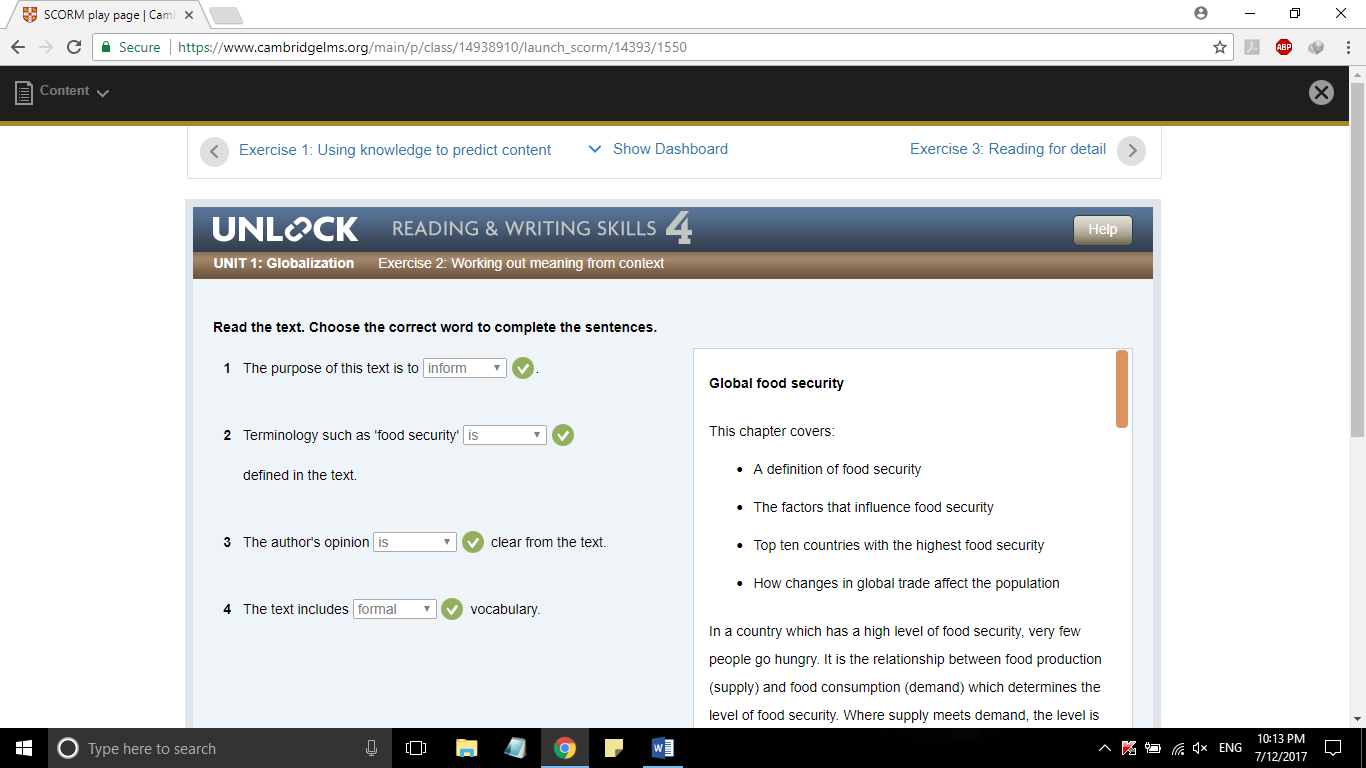 SCORM play page | Cam
Secure
https://www.cambridgelms.org/main/p/class/14938910/launch_scorm/14393/1550
ABP
Content
Exercise 1: Using knowledge to predict content
Show Dashboard
Exercise 3: Reading for detail
UNLOCK
READING & WRITING SKILLS 4
Help
UNIT 1: Globalization
Exercise 2: Working out meaning from context
Read the text. Choose the correct word to complete the sentences.
1 The purpose of this text is to inform .
2 Terminology such as 'food security' is
defined in the text.
3 The author's opinion is clear from the text.
4 The text includes formal vocabulary.
Global food security
This chapter covers:
• A definition of food security
• The factors that influence food security
• Top ten countries with the highest food security
• How changes in global trade affect the population
In a country which has a high level of food security, very few
people go hungry. It is the relationship between food production
(supply) and food consumption (demand) which determines the
level of food security. Where supply meets demand, the level is
Type here to search
ENG
10:13 PM
7/12/2017